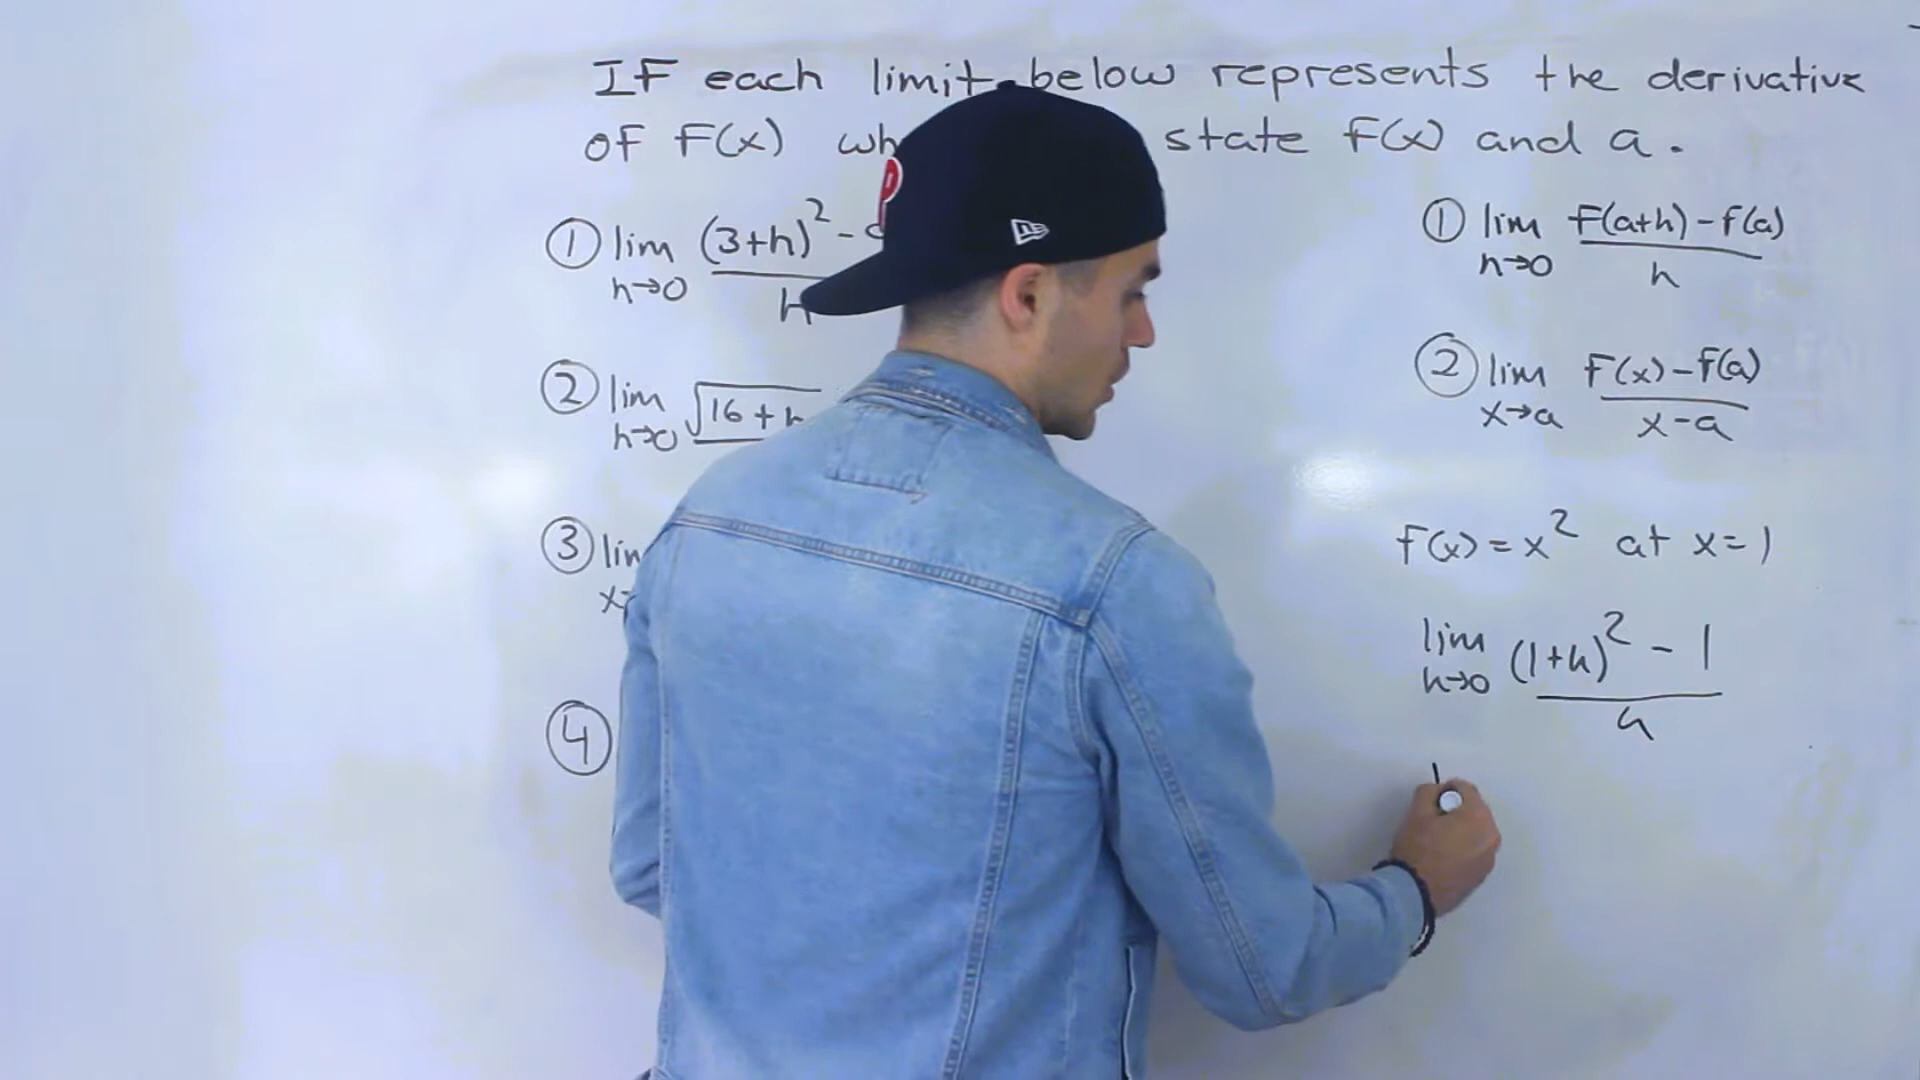 IF each limit below represents the derivative
of F(x) state F(x) and a.
① lim (3+h)² -
h→0 h
② lim √16 + h
h→0
③ lim
④
① lim F(a+h) - f(a)
h→0 h
② lim F(x) - f(a)
x→a x-a
f(x) = x² at x = 1
lim (1+h)² - 1
h→0 h